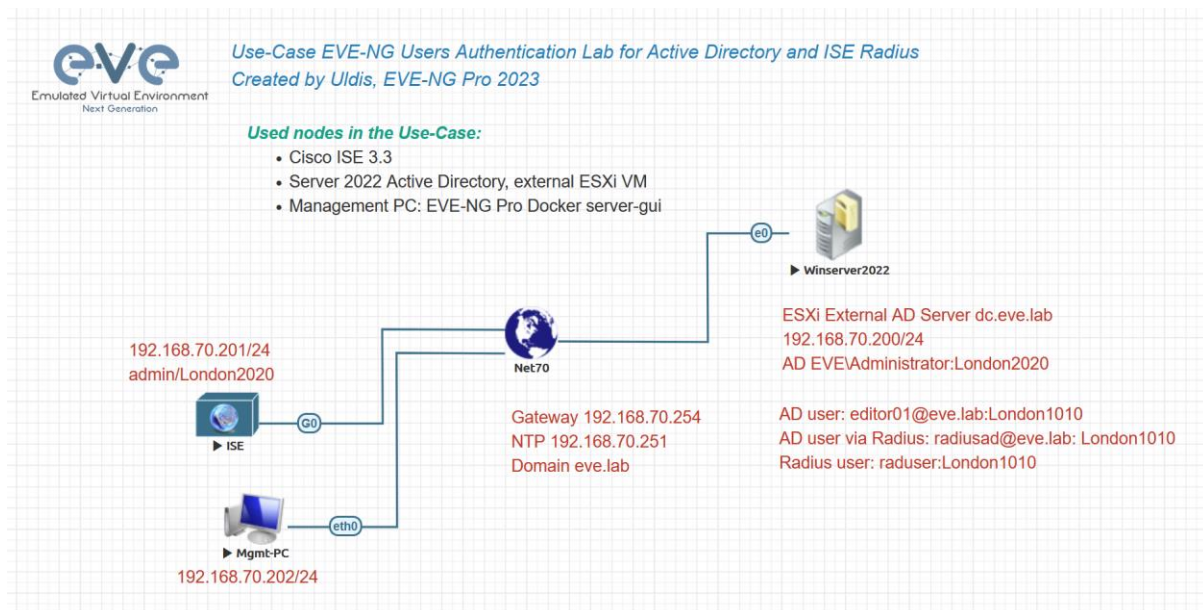 eve
Emulated Virtual Environment
Next Generation
Use-Case EVE-NG Users Authentication Lab for Active Directory and ISE Radius
Created by Uldis, EVE-NG Pro 2023
Used nodes in the Use-Case:
• Cisco ISE 3.3
• Server 2022 Active Directory, external ESXi VM
• Management PC: EVE-NG Pro Docker server-gui
e0
Winserver2022
ESXi External AD Server dc.eve.lab
192.168.70.200/24
AD EVE\Administrator:London2020
192.168.70.201/24
admin/London2020
Net70
G0
ISE
Gateway 192.168.70.254
NTP 192.168.70.251
Domain eve.lab
AD user: editor01@eve.lab:London1010
AD user via Radius: radiusad@eve.lab: London1010
Radius user: raduser:London1010
eth0
Mgmt-PC
192.168.70.202/24